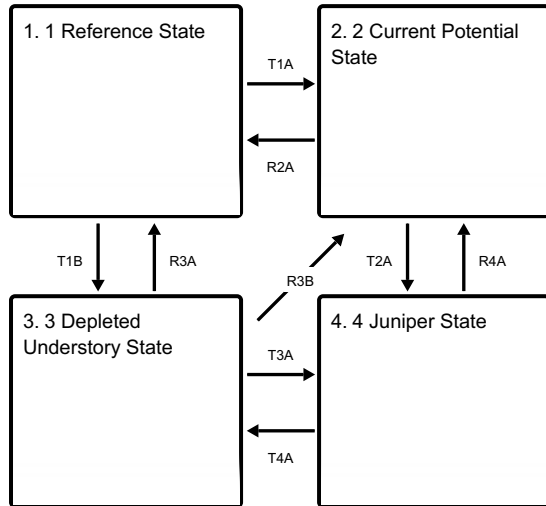 1. 1 Reference State
2. 2 Current Potential
State
T1A
R2A
T1B
R3A
R3B
T2A
R4A
3. 3 Depleted
Understory State
4. 4 Juniper State
T3A
T4A